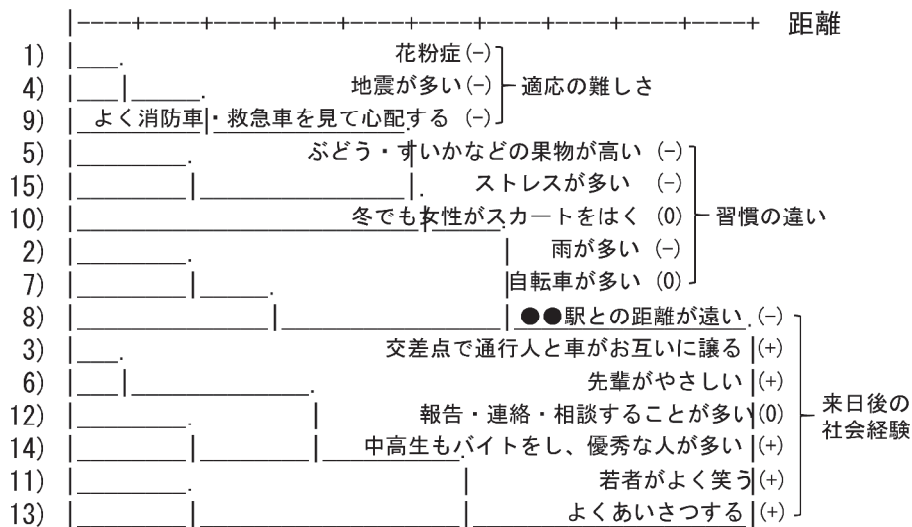 距離
1) 花粉症(-)
4) 地震が多い(-)
適応の難しさ
9) よく消防車・救急車を見て心配する (-)
5) ぶどう・すいかなどの果物が高い (-)
15) ストレスが多い (-)
10) 冬でも女性がスカートをはく (0)
習慣の違い
2) 雨が多い (-)
7) 自転車が多い (0)
8) ●●駅との距離が遠い (-)
3) 交差点で通行人と車がお互いに譲る (+)
6) 先輩がやさしい (+)
12) 報告・連絡・相談することが多い (0)
来日後の
社会経験
14) 中高生もバイトをし、優秀な人が多い (+)
11) 若者がよく笑う (+)
13) よくあいさつする (+)